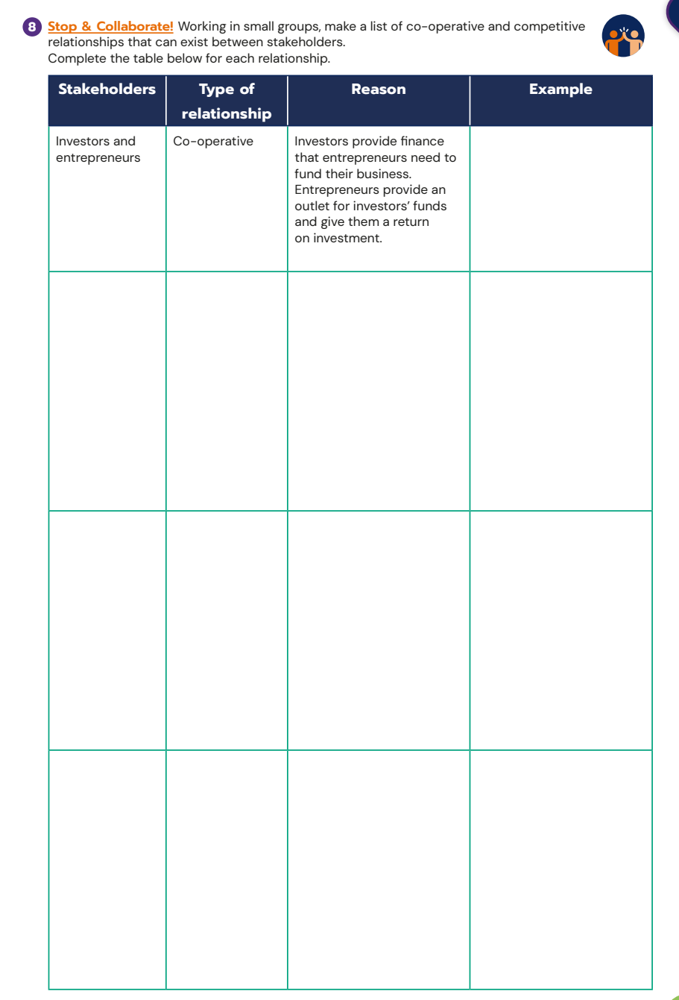 8 Stop & Collaborate! Working in small groups, make a list of co-operative and competitive
relationships that can exist between stakeholders.
Complete the table below for each relationship.
Stakeholders
Type of
relationship
Reason
Example
Investors and
entrepreneurs
Co-operative
Investors provide finance
that entrepreneurs need to
fund their business.
Entrepreneurs provide an
outlet for investors’ funds
and give them a return
on investment.